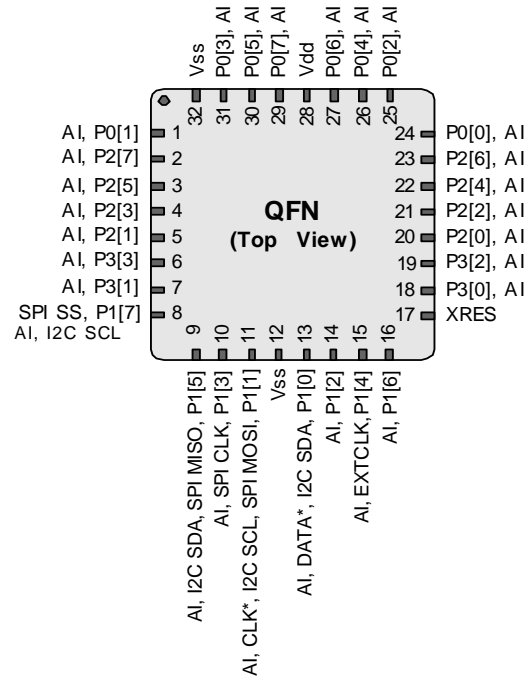 Vss
P0[3], AI
P0[5], AI
P0[7], AI
Vdd
P0[6], AI
P0[4], AI
P0[2], AI
32
31
30
29
28
27
26
25
AI, P0[1] 1
AI, P2[7] 2
AI, P2[5] 3
AI, P2[3] 4
AI, P2[1] 5
AI, P3[3] 6
AI, P3[1] 7
SPI SS, P1[7] 8
AI, I2C SCL
QFN
(Top View)
24 P0[0], AI
23 P2[6], AI
22 P2[4], AI
21 P2[2], AI
20 P2[0], AI
19 P3[2], AI
18 P3[0], AI
17 XRES
9
10
11
12
13
14
15
16
AI, I2C SDA, SPI MISO, P1[5]
AI, SPI CLK, P1[3]
AI, CLK*, I2C SCL, SPI MOSI, P1[1]
Vss
AI, DATA*, I2C SDA, P1[0]
AI, P1[2]
AI, EXTCLK, P1[4]
AI, P1[6]